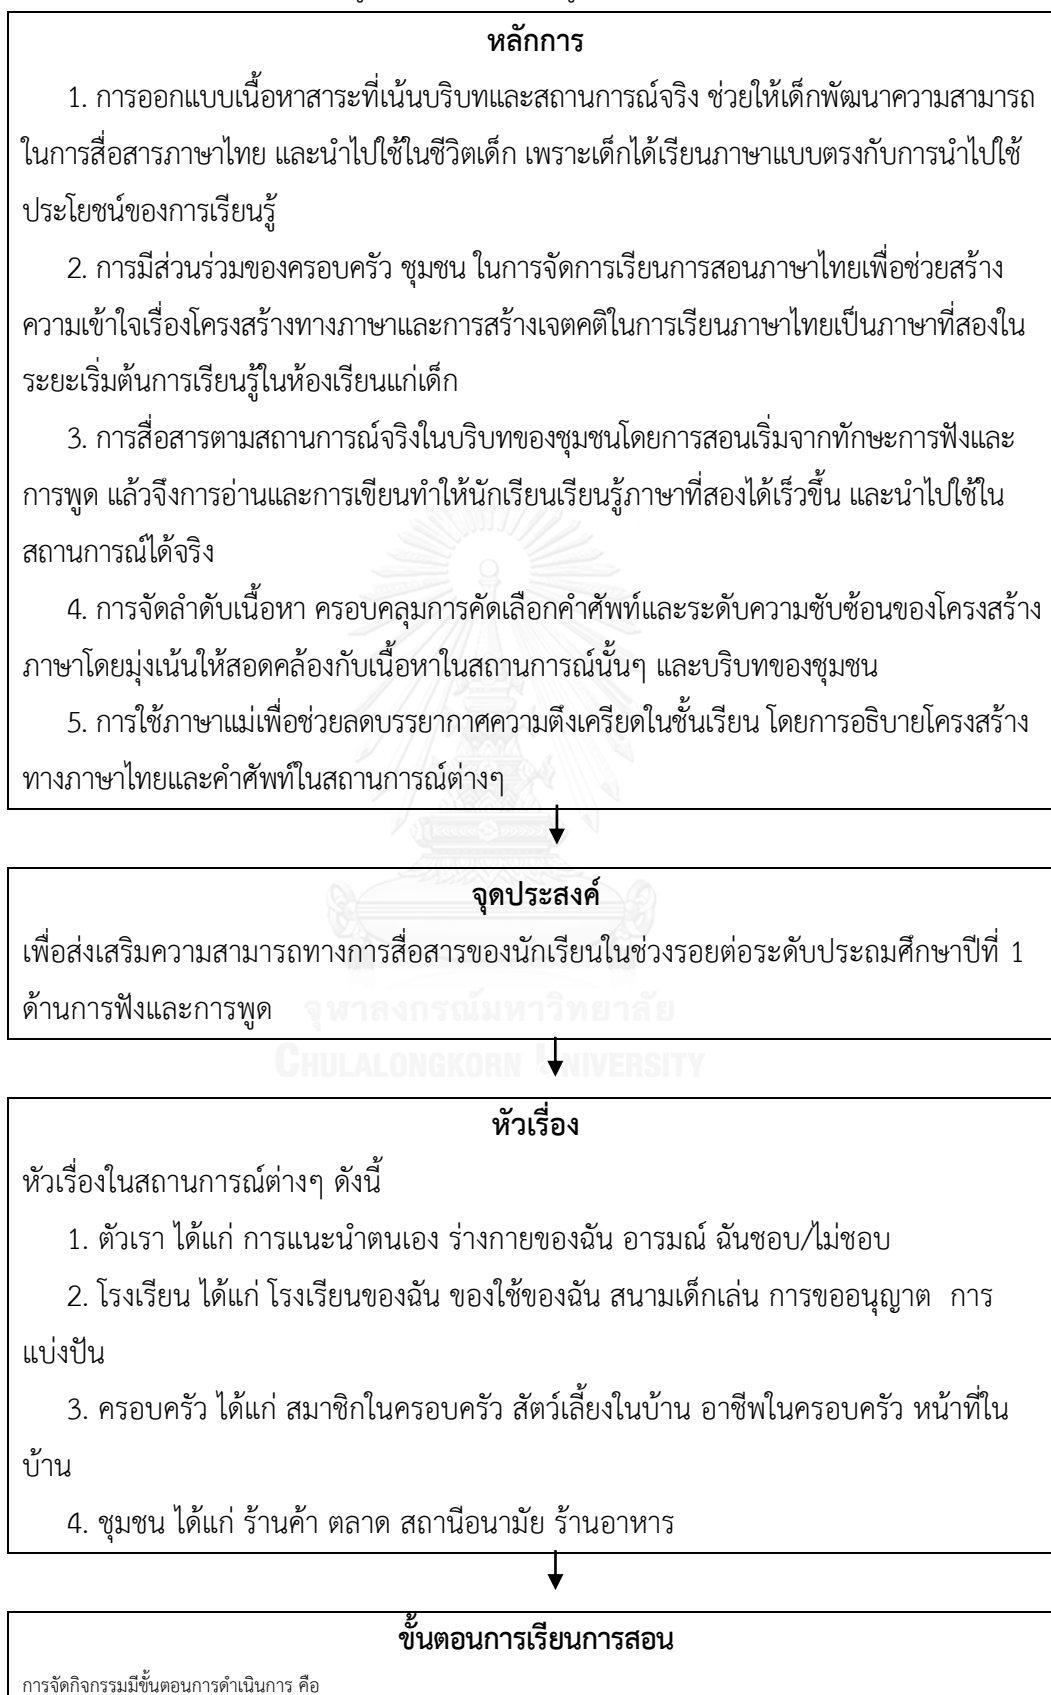 หลักการ
1. การออกแบบเนื้อหาสาระที่เน้นบริบทและสถานการณ์จริง ช่วยให้เด็กพัฒนาความสามารถ
ในการสื่อสารภาษาไทย และนำไปใช้ในชีวิตเด็ก เพราะเด็กได้เรียนภาษาแบบตรงกับการนำไปใช้
ประโยชน์ของการเรียนรู้
2. การมีส่วนร่วมของครอบครัว ชุมชน ในการจัดการเรียนการสอนภาษาไทยเพื่อช่วยสร้าง
ความเข้าใจเรื่องโครงสร้างทางภาษาและการสร้างเจตคติในการเรียนภาษาไทยเป็นภาษาที่สองใน
ระยะเริ่มต้นการเรียนรู้ในห้องเรียนแก่เด็ก
3. การสื่อสารตามสถานการณ์จริงในบริบทของชุมชนโดยการสอนเริ่มจากทักษะการฟังและ
การพูด แล้วจึงการอ่านและการเขียนทำให้นักเรียนเรียนรู้ภาษาที่สองได้เร็วขึ้น และนำไปใช้ใน
สถานการณ์ได้จริง
4. การจัดลำดับเนื้อหา ครอบคลุมการคัดเลือกคำศัพท์และระดับความซับซ้อนของโครงสร้าง
ภาษาโดยมุ่งเน้นให้สอดคล้องกับเนื้อหาในสถานการณ์นั้นๆ และบริบทของชุมชน
5. การใช้ภาษาแม่เพื่อช่วยลดบรรยากาศความตึงเครียดในชั้นเรียน โดยการอธิบายโครงสร้าง
ทางภาษาไทยและคำศัพท์ในสถานการณ์ต่างๆ
จุดประสงค์
เพื่อส่งเสริมความสามารถทางการสื่อสารของนักเรียนในช่วงรอยต่อระดับประถมศึกษาปีที่ 1
ด้านการฟังและการพูด
จุฬาลงกรณ์มหาวิทยาลัย
CHULALONGKORN UNIVERSITY
หัวเรื่อง
หัวเรื่องในสถานการณ์ต่างๆ ดังนี้
1. ตัวเรา ได้แก่ การแนะนำตนเอง ร่างกายของฉัน อารมณ์ ฉันชอบ/ไม่ชอบ
2. โรงเรียน ได้แก่ โรงเรียนของฉัน ของใช้ของฉัน สนามเด็กเล่น การขออนุญาต การ
แบ่งปัน
3. ครอบครัว ได้แก่ สมาชิกในครอบครัว สัตว์เลี้ยงในบ้าน อาชีพในครอบครัว หน้าที่ใน
บ้าน
4. ชุมชน ได้แก่ ร้านค้า ตลาด สถานีอนามัย ร้านอาหาร
ขั้นตอนการเรียนการสอน
การจัดกิจกรรมมีขั้นตอนการดำเนินการ คือ